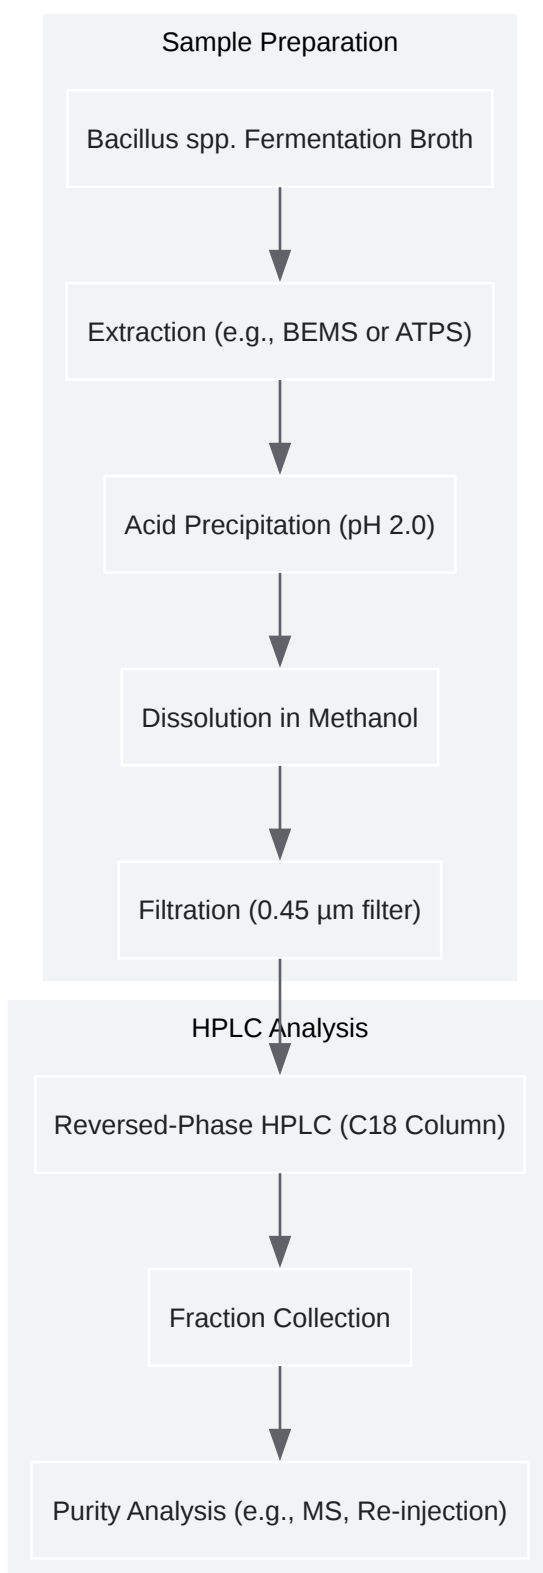 Sample Preparation
Bacillus spp. Fermentation Broth
Extraction (e.g., BEMS or ATPS)
Acid Precipitation (pH 2.0)
Dissolution in Methanol
Filtration (0.45 µm filter)
HPLC Analysis
Reversed-Phase HPLC (C18 Column)
Fraction Collection
Purity Analysis (e.g., MS, Re-injection)